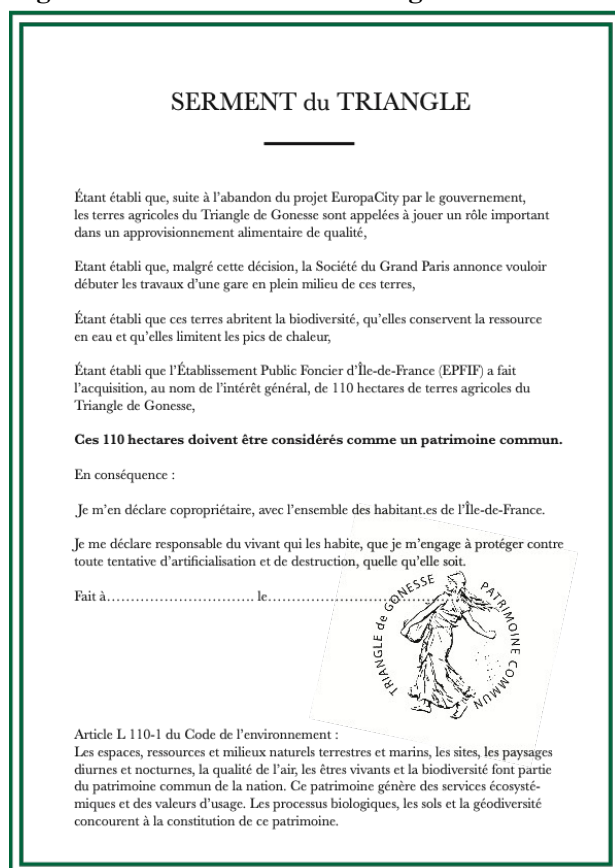 SERMENT du TRIANGLE
Étant établi que, suite à l’abandon du projet EuropaCity par le gouvernement,
les terres agricoles du Triangle de Gonesse sont appelées à jouer un rôle important
dans un approvisionnement alimentaire de qualité,
Etant établi que, malgré cette décision, la Société du Grand Paris annonce vouloir
débuter les travaux d’une gare en plein milieu de ces terres,
Étant établi que ces terres abritent la biodiversité, qu’elles conservent la ressource
en eau et qu’elles limitent les pics de chaleur,
Étant établi que l’Établissement Public Foncier d’Île-de-France (EPFIF) a fait
l’acquisition, au nom de l’intérêt général, de 110 hectares de terres agricoles du
Triangle de Gonesse,
Ces 110 hectares doivent être considérés comme un patrimoine commun.
En conséquence :
Je m’en déclare copropriétaire, avec l’ensemble des habitant.es de l’Île-de-France.
Je me déclare responsable du vivant qui les habite, que je m’engage à protéger contre
toute tentative d’artificialisation et de destruction, quelle qu’elle soit.
Fait à............................. le..................................
TRIANGLE de GONESSE PATRIMOINE COMMUN
Article L 110-1 du Code de l’environnement :
Les espaces, ressources et milieux naturels terrestres et marins, les sites, les paysages
diurnes et nocturnes, la qualité de l’air, les êtres vivants et la biodiversité font partie
du patrimoine commun de la nation. Ce patrimoine génère des services écosysté-
miques et des valeurs d’usage. Les processus biologiques, les sols et la géodiversité
concourent à la constitution de ce patrimoine.